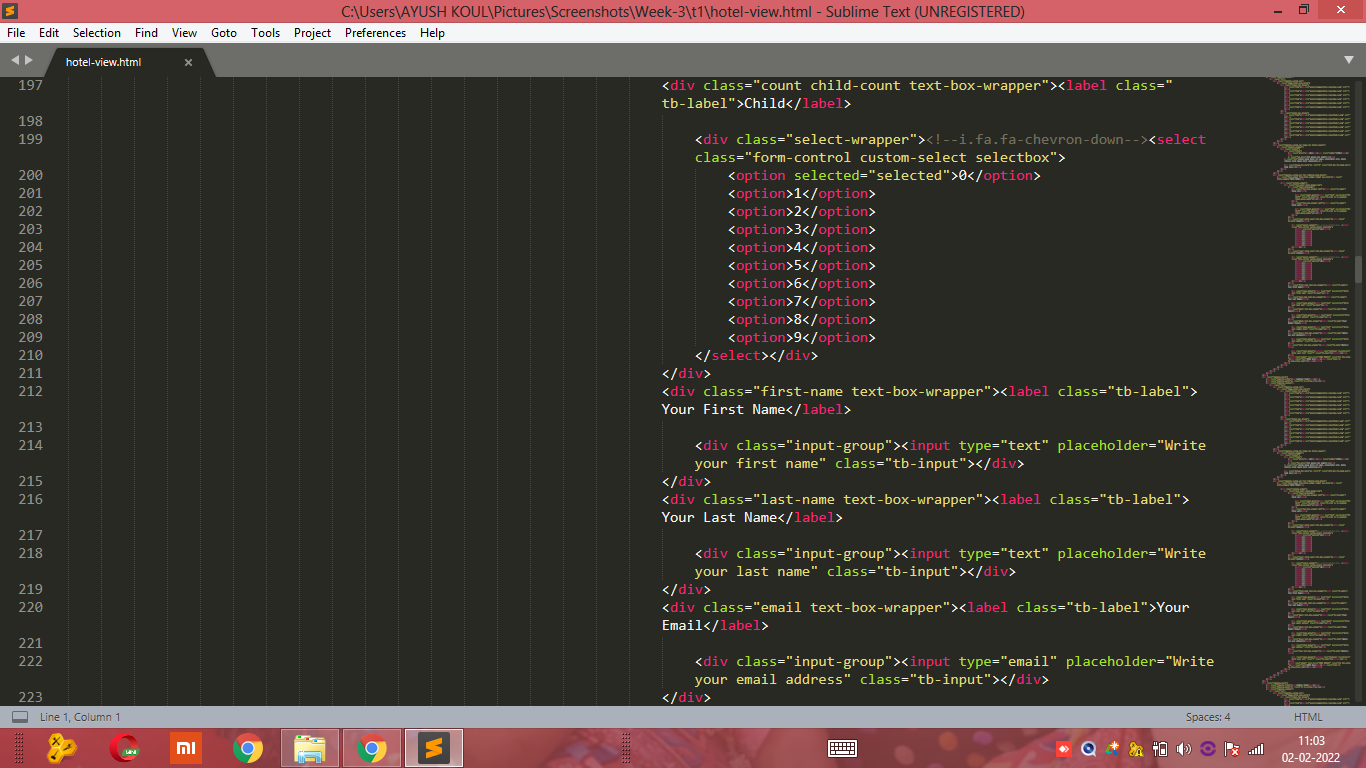 C:\Users\AYUSH KOUL\Pictures\Screenshots\Week-3\t1\hotel-view.html - Sublime Text (UNREGISTERED)
File Edit Selection Find View Goto Tools Project Preferences Help
hotel-view.html
197 <div class="count child-count text-box-wrapper"><label class="
tb-label">Child</label>
198
199 <div class="select-wrapper"><!--i.fa.fa-chevron-down--><select
class="form-control custom-select selectbox">
200 <option selected="selected">0</option>
201 <option>1</option>
202 <option>2</option>
203 <option>3</option>
204 <option>4</option>
205 <option>5</option>
206 <option>6</option>
207 <option>7</option>
208 <option>8</option>
209 <option>9</option>
210 </select></div>
211 </div>
212 <div class="first-name text-box-wrapper"><label class="tb-label">
Your First Name</label>
213
214 <div class="input-group"><input type="text" placeholder="Write
your first name" class="tb-input"></div>
215 </div>
216 <div class="last-name text-box-wrapper"><label class="tb-label">
Your Last Name</label>
217
218 <div class="input-group"><input type="text" placeholder="Write
your last name" class="tb-input"></div>
219 </div>
220 <div class="email text-box-wrapper"><label class="tb-label">Your
Email</label>
221
222 <div class="input-group"><input type="email" placeholder="Write
your email address" class="tb-input"></div>
223 </div>
Line 1, Column 1 Spaces: 4 HTML
mi
11:03
02-02-2022